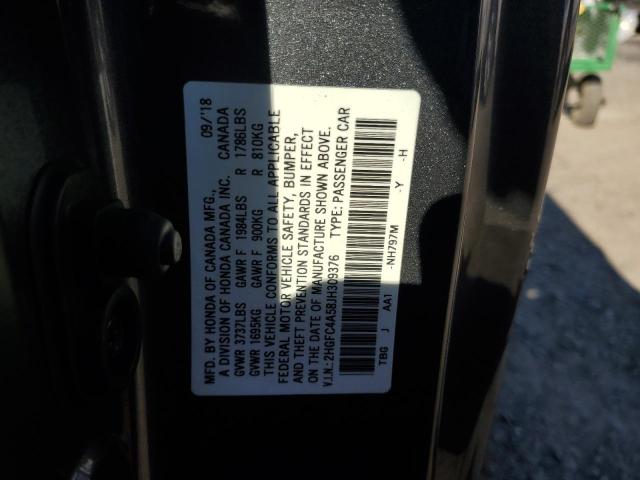 MFD. BY HONDA OF CANADA MFG., 09/'18
A DIVISION OF HONDA CANADA INC. CANADA
GVWR 3737LBS GAWR F 1984LBS R 1786LBS
GVWR 1695KG GAWR F 900KG R 810KG
THIS VEHICLE CONFORMS TO ALL APPLICABLE
FEDERAL MOTOR VEHICLE SAFETY, BUMPER,
AND THEFT PREVENTION STANDARDS IN EFFECT
ON THE DATE OF MANUFACTURE SHOWN ABOVE.
V.I.N.: 2HGFC4A58JH309376 TYPE: PASSENGER CAR
TBG J AA1 -NH797M -Y -H